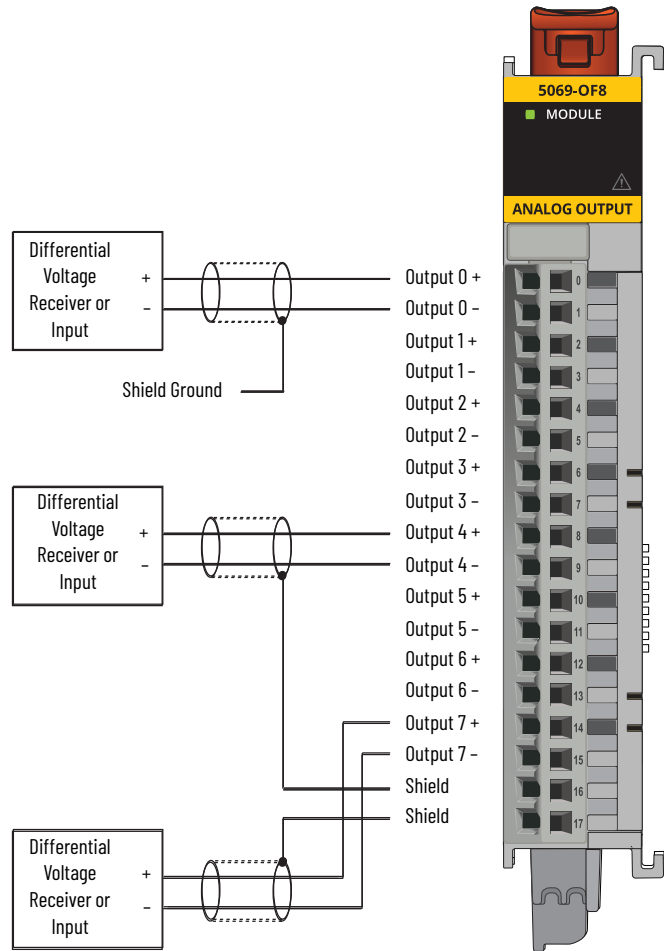 5069-OF8
MODULE
ANALOG OUTPUT
Differential
Voltage
Receiver or
Input
+
–
Shield Ground
Differential
Voltage
Receiver or
Input
+
–
Differential
Voltage
Receiver or
Input
+
–
Output 0 +
Output 0 –
Output 1 +
Output 1 –
Output 2 +
Output 2 –
Output 3 +
Output 3 –
Output 4 +
Output 4 –
Output 5 +
Output 5 –
Output 6 +
Output 6 –
Output 7 +
Output 7 –
Shield
Shield
0
1
2
3
4
5
6
7
8
9
10
11
12
13
14
15
16
17